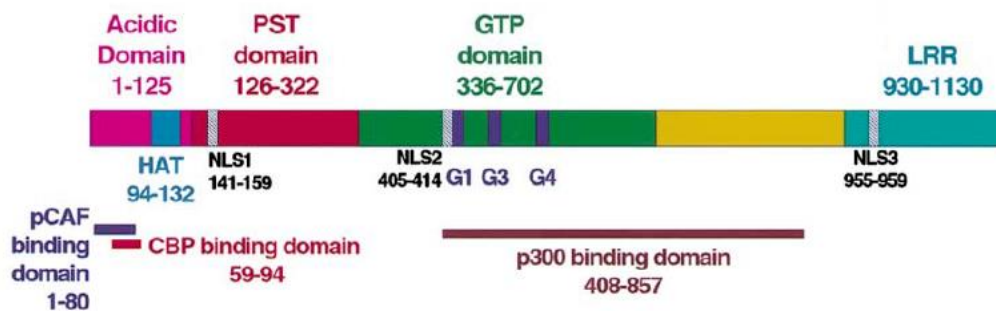 Acidic
Domain
1-125
PST
domain
126-322
GTP
domain
336-702
LRR
930-1130
HAT
94-132
NLS1
141-159
NLS2
405-414
G1
G3
G4
NLS3
955-959
pCAF
binding
domain
1-80
CBP binding domain
59-94
p300 binding domain
408-857